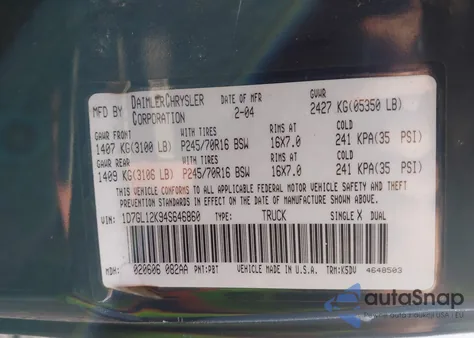 MFD BY DAIMLERCHRYSLER CORPORATION DATE OF MFR 2-04 GVWR 2427 KG(05350 LB)
GAWR FRONT WITH TIRES RIMS AT COLD
1407 KG(3100 LB) P245/70R16 BSW 16X7.0 241 KPA(35 PSI)
GAWR REAR WITH TIRES RIMS AT COLD
1409 KG(3106 LB) P245/70R16 BSW 16X7.0 241 KPA(35 PSI)
THIS VEHICLE CONFORMS TO ALL APPLICABLE FEDERAL MOTOR VEHICLE SAFETY AND THEFT
PREVENTION STANDARDS IN EFFECT ON THE DATE OF MANUFACTURE SHOWN ABOVE.
VIN: 1D7GL12K94S646860 TYPE: TRUCK SINGLE X DUAL
MDH: 020606 082AA PNT:PBT VEHICLE MADE IN U.S.A. TRM:K5DV 4648503
autaSnap